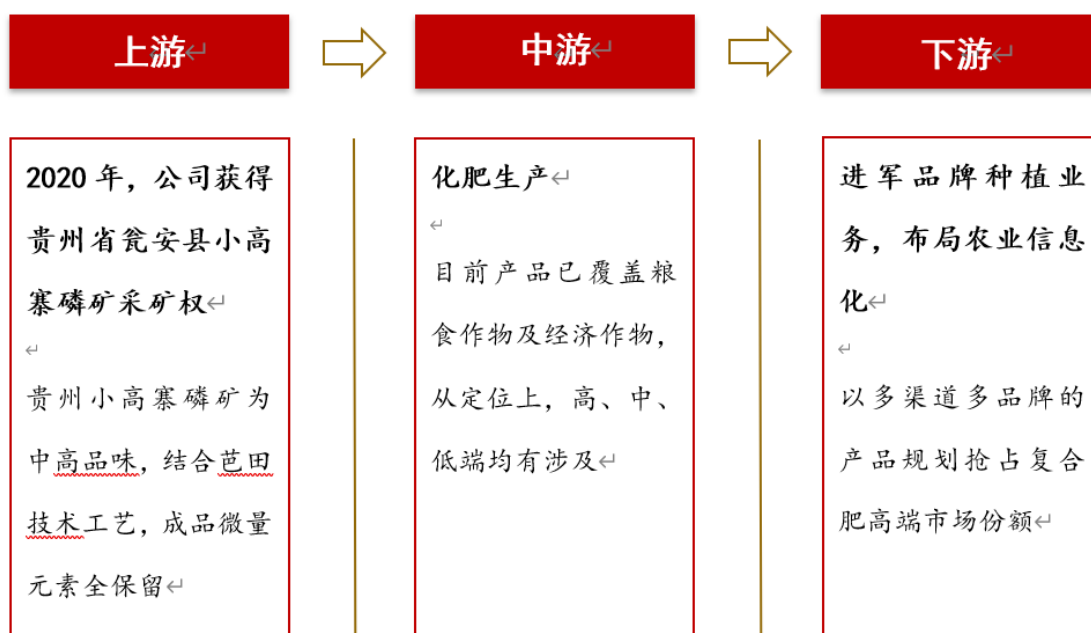 上游
中游
下游
2020 年，公司获得
贵州省瓮安县小高
寨磷矿采矿权
贵州小高寨磷矿为
中高品味，结合芭田
技术工艺，成品微量
元素全保留
化肥生产
目前产品已覆盖粮
食作物及经济作物，
从定位上，高、中、
低端均有涉及
进军品牌种植业
务，布局农业信息
化
以多渠道多品牌的
产品规划抢占复合
肥高端市场份额